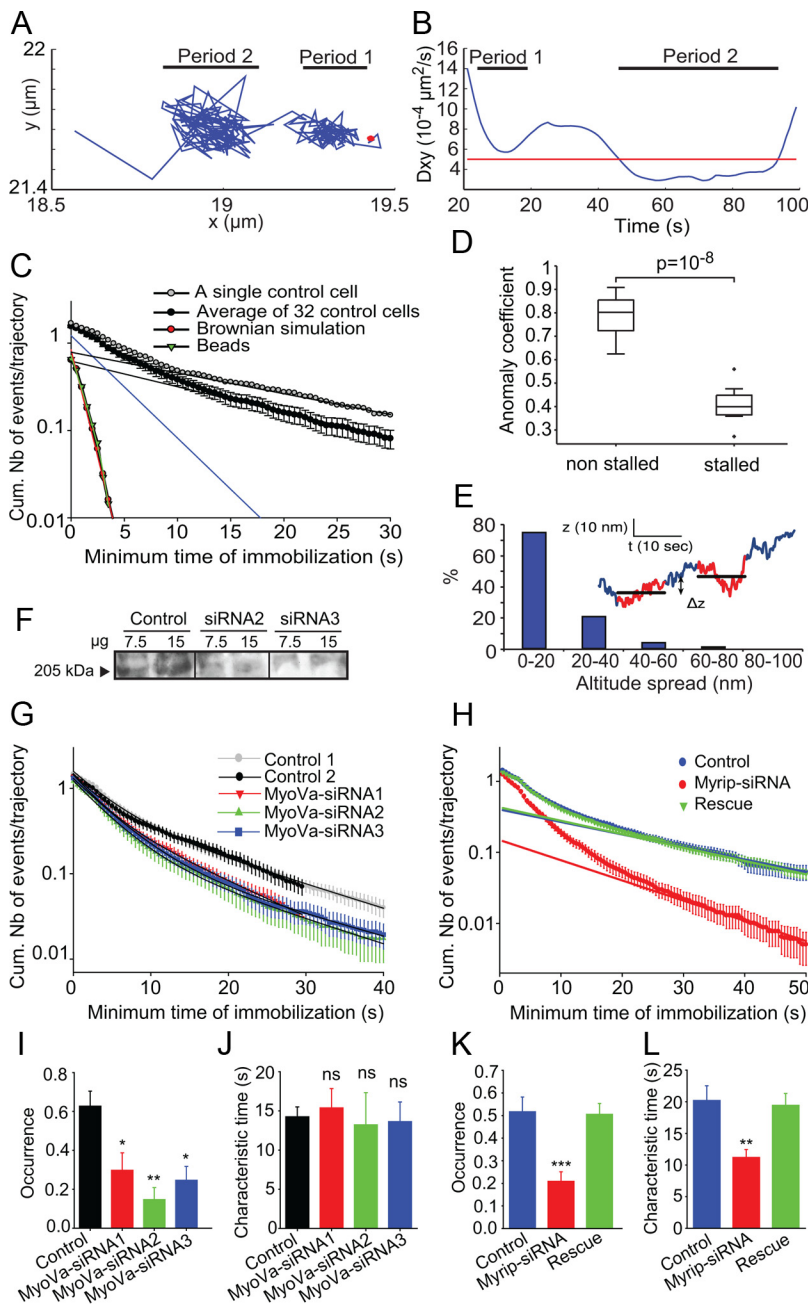 A
22
y (µm)
21.4
Period 2
Period 1
18.5
19
19.5
x (µm)
B
Dxy (10-4 µm2/s)
16
14
12
10
8
6
4
Period 1
Period 2
20
40
60
80
100
Time (s)
C
Cum. Nb of events/trajectory
1
0.1
0.01
A single control cell
Average of 32 control cells
Brownian simulation
Beads
0
5
10
15
20
25
30
Minimum time of immobilization (s)
D
Anomaly coefficient
1
0.9
0.8
0.7
0.6
0.5
0.4
0.3
p=10-8
non stalled
stalled
E
%
80
60
40
20
0
z (10 nm)
t (10 sec)
Δz
0-20
20-40
40-60
60-80
80-100
Altitude spread (nm)
F
Control
siRNA2
siRNA3
µg
7.5
15
7.5
15
7.5
15
205 kDa
G
Cum. Nb of events/trajectory
1
0.1
0.01
Control 1
Control 2
MyoVa-siRNA1
MyoVa-siRNA2
MyoVa-siRNA3
0
10
20
30
40
Minimum time of immobilization (s)
H
Cum. Nb of events/trajectory
1
0.1
0.01
Control
Myrip-siRNA
Rescue
0
10
20
30
40
50
Minimum time of immobilization (s)
I
Occurrence
0.8
0.6
0.4
0.2
0.0
*
**
*
Control
MyoVa-siRNA1
MyoVa-siRNA2
MyoVa-siRNA3
J
Characteristic time (s)
20
15
10
5
0
ns
ns
ns
Control
MyoVa-siRNA1
MyoVa-siRNA2
MyoVa-siRNA3
K
Occurrence
0.7
0.6
0.5
0.4
0.3
0.2
0.1
0.0
***
Control
Myrip-siRNA
Rescue
L
Characteristic time (s)
25
20
15
10
5
0
**
Control
Myrip-siRNA
Rescue